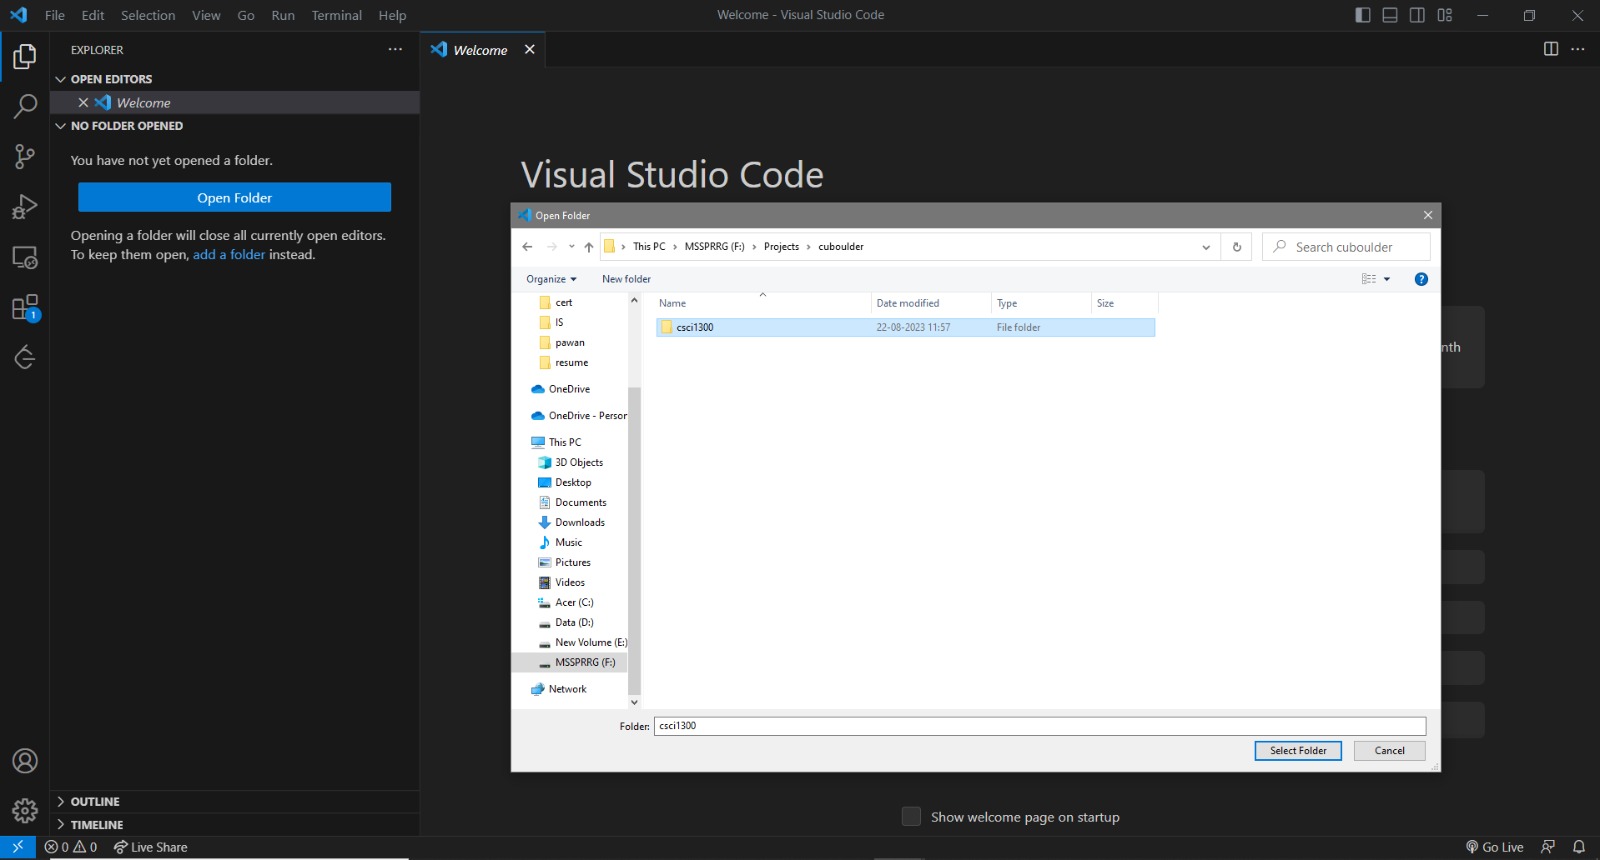 File Edit Selection View Go Run Terminal Help
Welcome - Visual Studio Code
EXPLORER
Welcome
OPEN EDITORS
Welcome
NO FOLDER OPENED
You have not yet opened a folder.
Open Folder
Opening a folder will close all currently open editors.
To keep them open, add a folder instead.
1
OUTLINE
TIMELINE
Visual Studio Code
nth
Open Folder
This PC > MSSPRRG (F:) > Projects > cuboulder
Search cuboulder
Organize New folder
?
cert
IS
pawan
resume
OneDrive
OneDrive - Person
This PC
3D Objects
Desktop
Documents
Downloads
Music
Pictures
Videos
Acer (C:)
Data (D:)
New Volume (E:)
MSSPRRG (F:)
Network
Name Date modified Type Size
csci1300 22-08-2023 11:57 File folder
Folder: csci1300
Select Folder Cancel
Show welcome page on startup
0 0 Live Share
Go Live